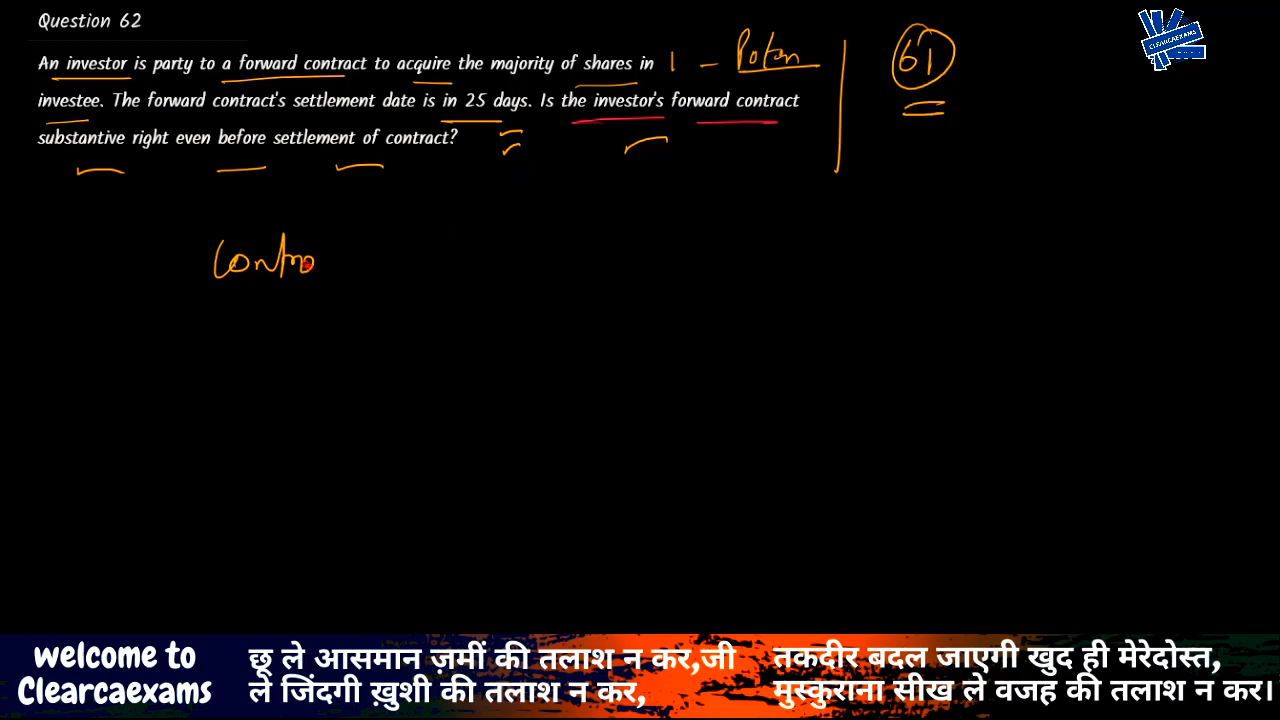 Question 62
An investor is party to a forward contract to acquire the majority of shares in 1 - Poten
investee. The forward contract's settlement date is in 25 days. Is the investor's forward contract
substantive right even before settlement of contract?
61
CLEARCAEXAMS
Contro
welcome to
Clearcaexams
छू ले आसमान ज़मीं की तलाश न कर,जी
ले जिंदगी ख़ुशी की तलाश न कर,
तकदीर बदल जाएगी खुद ही मेरेदोस्त,
मुस्कुराना सीख ले वजह की तलाश न कर।